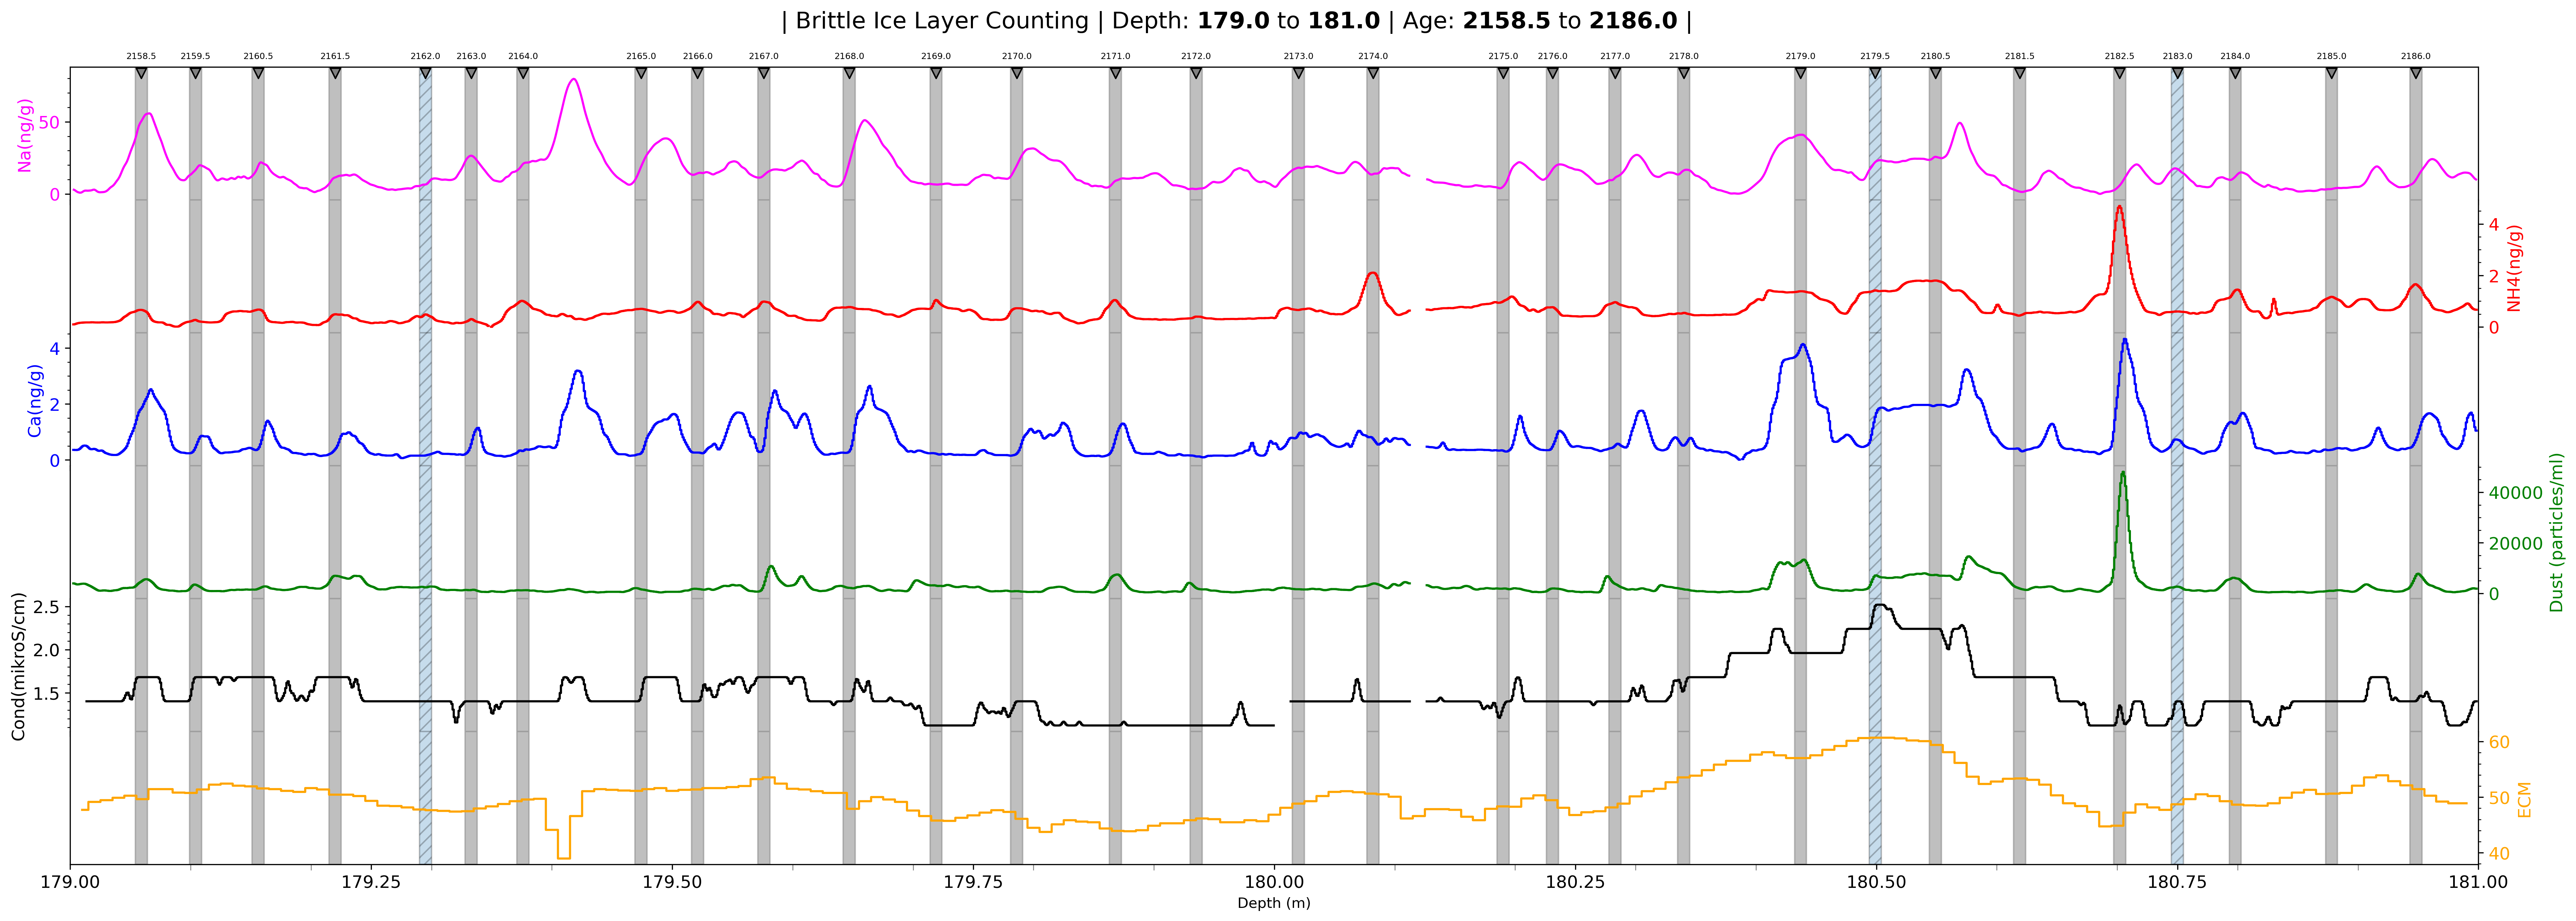 | Brittle Ice Layer Counting | Depth: 179.0 to 181.0 | Age: 2158.5 to 2186.0 |
2158.5 2159.5 2160.5 2161.5 2162.0 2163.0 2164.0 2165.0 2166.0 2167.0 2168.0 2169.0 2170.0 2171.0 2172.0 2173.0 2174.0 2175.0 2176.0 2177.0 2178.0 2179.0 2179.5 2180.5 2181.5 2182.5 2183.0 2184.0 2185.0 2186.0
Na(ng/g)
50
0
NH4(ng/g)
4
2
0
Ca(ng/g)
4
2
0
Dust (particles/ml)
40000
20000
0
Cond(mikroS/cm)
2.5
2.0
1.5
ECM
60
50
40
179.00 179.25 179.50 179.75 180.00 180.25 180.50 180.75 181.00
Depth (m)